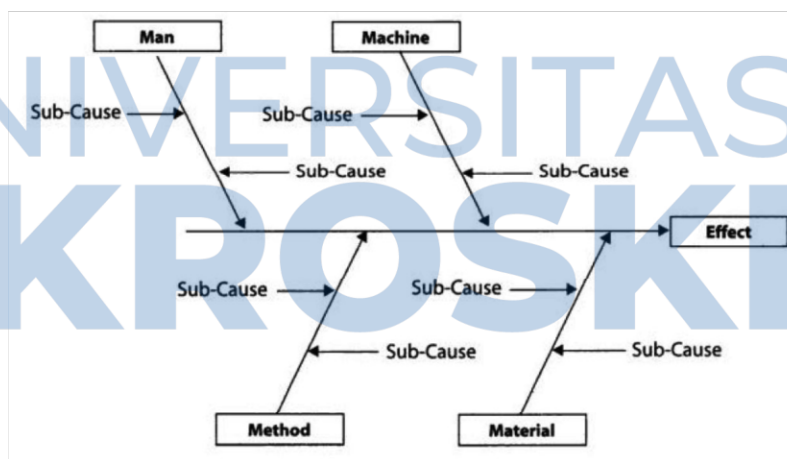 Man
Machine
Sub-Cause
Sub-Cause
Sub-Cause
Sub-Cause
NIVERSITAS
KROSKI
Effect
Sub-Cause
Sub-Cause
Sub-Cause
Sub-Cause
Method
Material